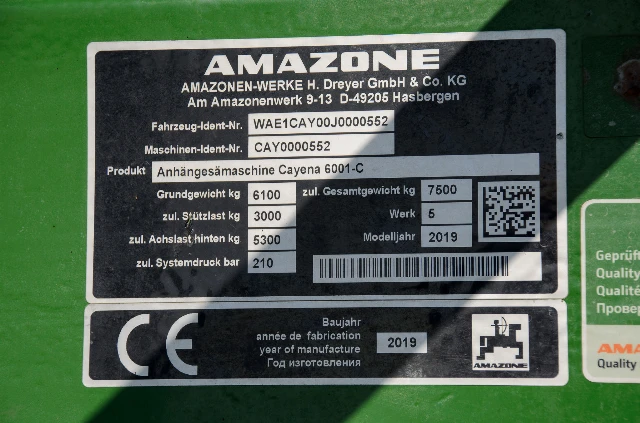 AMAZONE
AMAZONEN-WERKE H. Dreyer GmbH & Co. KG
Am Amazonenwerk 9-13 D-49205 Hasbergen
Fahrzeug-Ident-Nr. WAE1CAY00J0000552
Maschinen-Ident-Nr. CAY0000552
Produkt Anhängesämaschine Cayena 6001-C
Grundgewicht kg 6100 zul. Gesamtgewicht kg 7500
zul. Stützlast kg 3000 Werk 5
zul. Achslast hinten kg 5300 Modelljahr 2019
zul. Systemdruck bar 210
CE
Baujahr
année de fabrication
year of manufacture 2019
Год изготовления
AMAZONE
Geprüft
Quality
Qualité
Провер
AMA
Quality